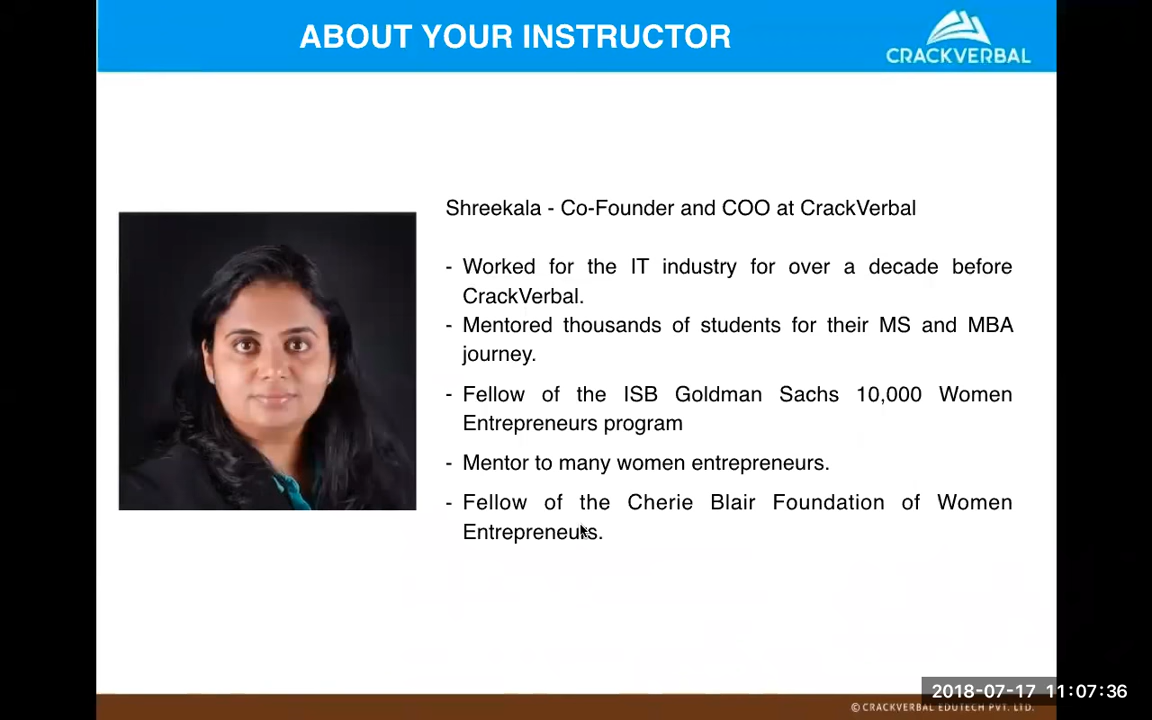 ABOUT YOUR INSTRUCTOR
CRACKVERBAL
Shreekala - Co-Founder and COO at CrackVerbal
- Worked for the IT industry for over a decade before
CrackVerbal.
- Mentored thousands of students for their MS and MBA
journey.
- Fellow of the ISB Goldman Sachs 10,000 Women
Entrepreneurs program
- Mentor to many women entrepreneurs.
- Fellow of the Cherie Blair Foundation of Women
Entrepreneurs.
2018-07-17 11:07:36
© CRACKVERBAL EDUTECH PVT. LTD.